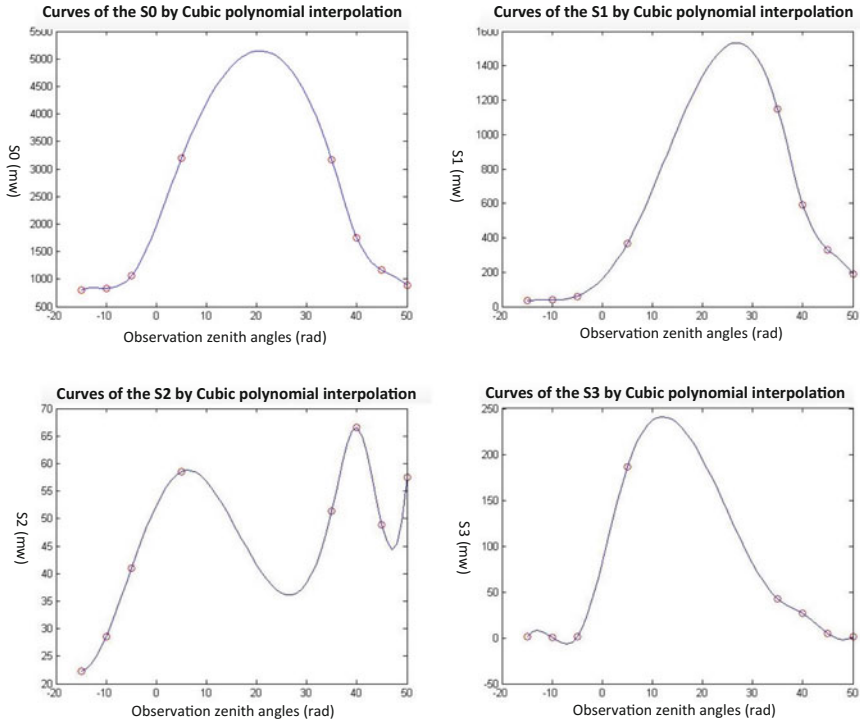 Curves of the S0 by Cubic polynomial interpolation
5500
5000
4500
4000
3500
3000
2500
2000
1500
1000
500
S0 (mw)
-20 -10 0 10 20 30 40 50
Observation zenith angles (rad)
Curves of the S1 by Cubic polynomial interpolation
1600
1400
1200
1000
800
600
400
200
0
S1 (mw)
-20 -10 0 10 20 30 40 50
Observation zenith angles (rad)
Curves of the S2 by Cubic polynomial interpolation
70
65
60
55
50
45
40
35
30
25
20
S2 (mw)
-20 -10 0 10 20 30 40 50
Observation zenith angles (rad)
Curves of the S3 by Cubic polynomial interpolation
250
200
150
100
50
0
-50
S3 (mw)
-20 -10 0 10 20 30 40 50
Observation zenith angles (rad)